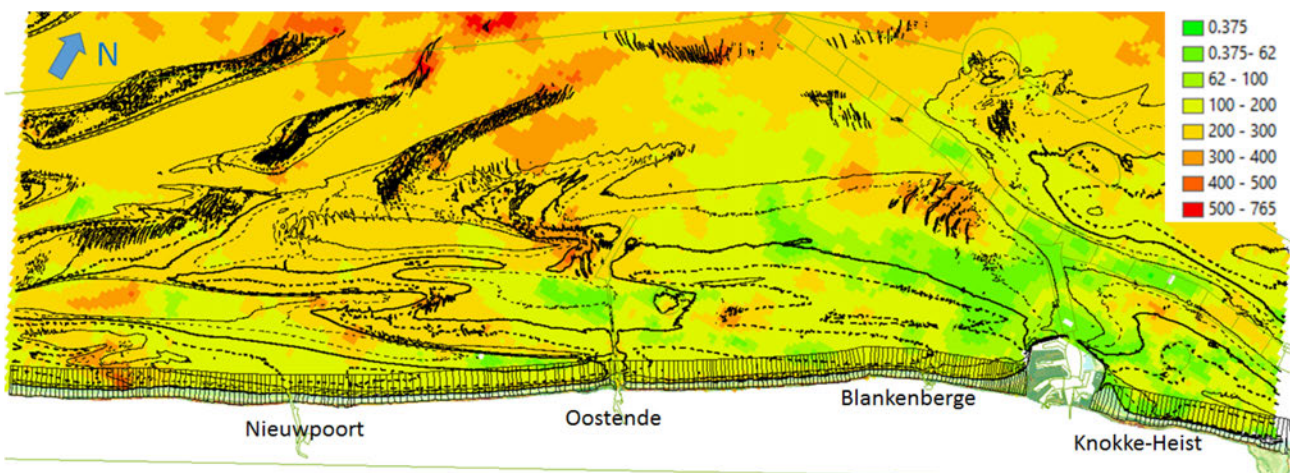 N
0.375
0.375- 62
62 - 100
100 - 200
200 - 300
300 - 400
400 - 500
500 - 765
Nieuwpoort
Oostende
Blankenberge
Knokke-Heist